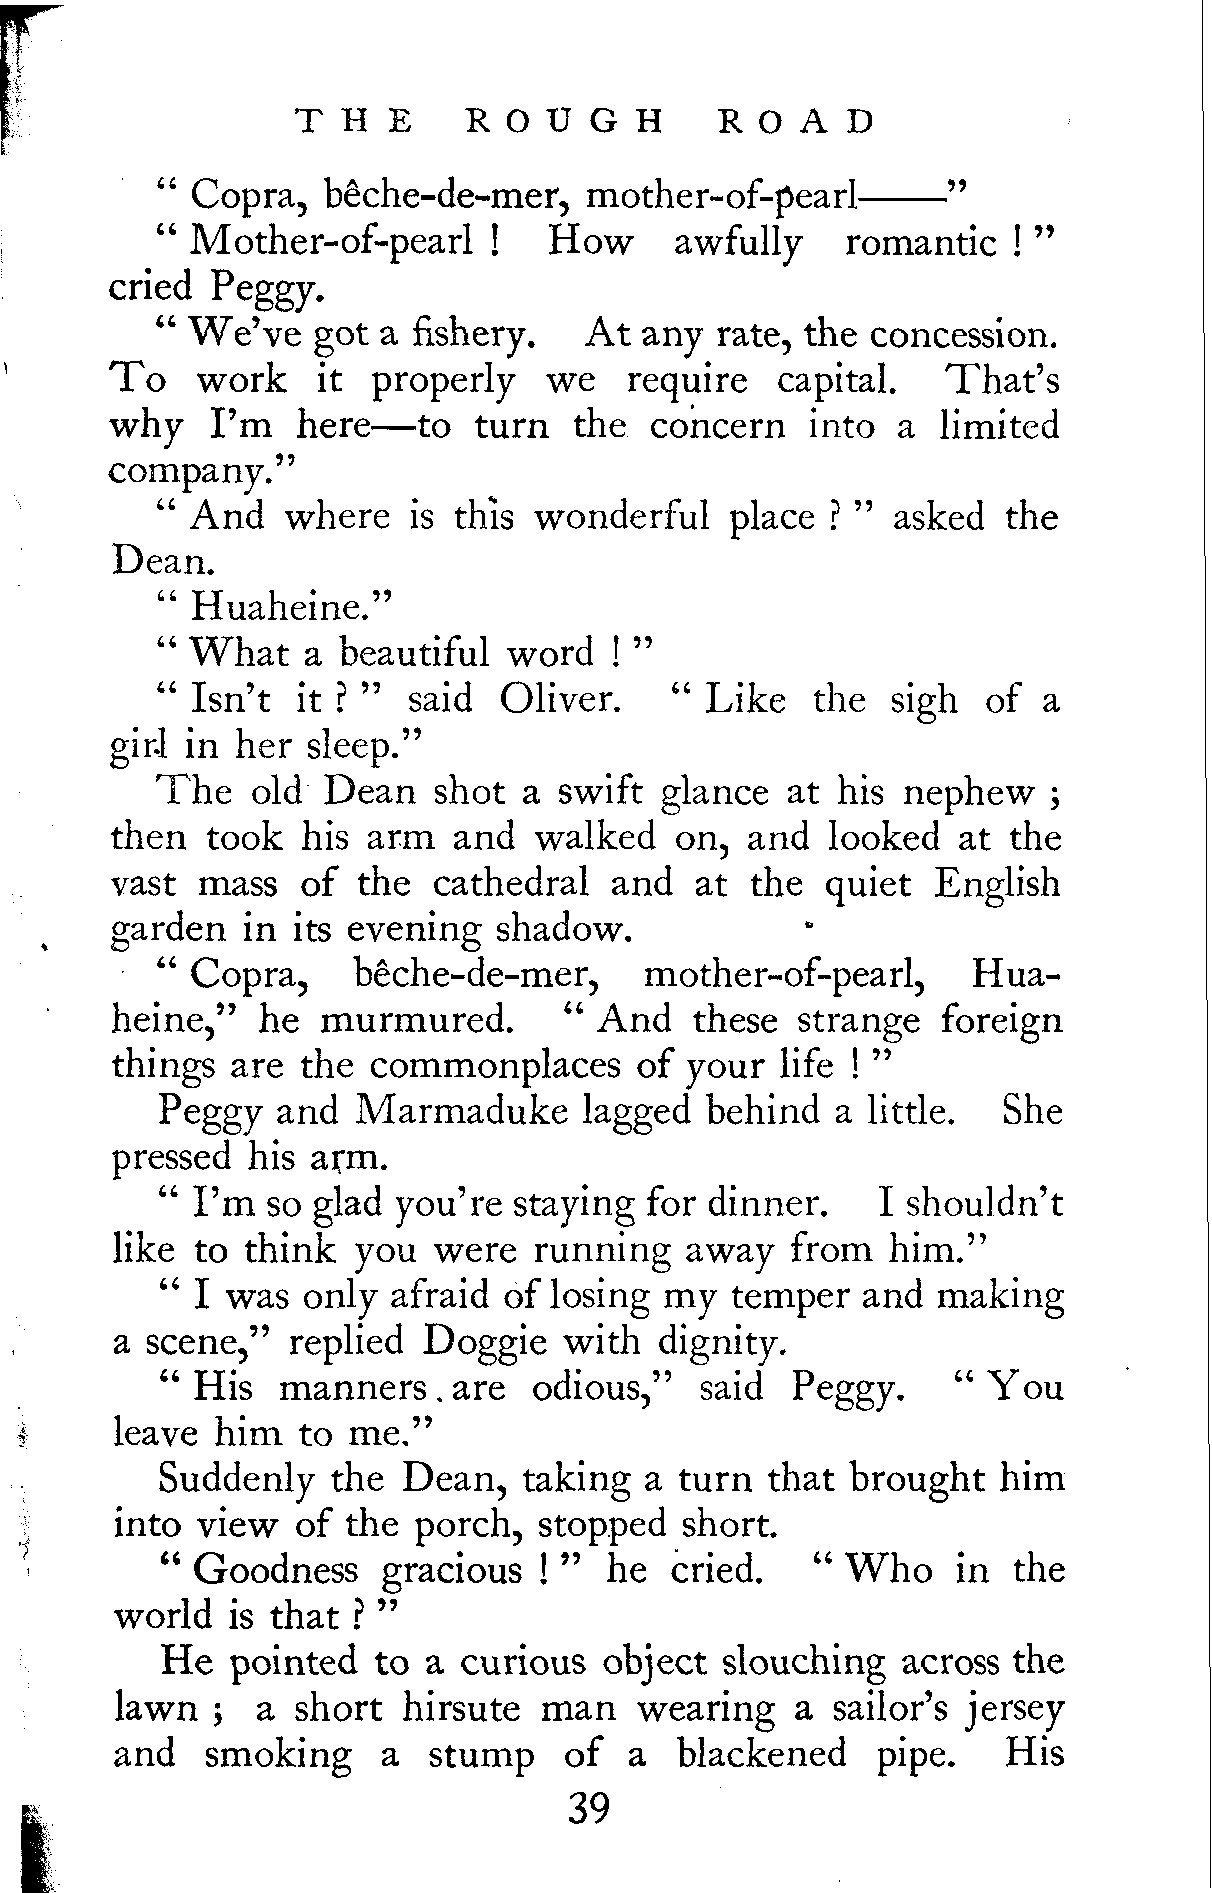 THE ROUGH ROAD
“ Copra, bêche-de-mer, mother-of-pearl——”
“ Mother-of-pearl ! How awfully romantic ! ”
cried Peggy.
“ We’ve got a fishery. At any rate, the concession.
To work it properly we require capital. That’s
why I’m here—to turn the concern into a limited
company.”
“ And where is this wonderful place ? ” asked the
Dean.
“ Huaheine.”
“ What a beautiful word ! ”
“ Isn’t it ? ” said Oliver. “ Like the sigh of a
girl in her sleep.”
The old Dean shot a swift glance at his nephew ;
then took his arm and walked on, and looked at the
vast mass of the cathedral and at the quiet English
garden in its evening shadow.
“ Copra, bêche-de-mer, mother-of-pearl, Hua-
heine,” he murmured. “ And these strange foreign
things are the commonplaces of your life ! ”
Peggy and Marmaduke lagged behind a little. She
pressed his arm.
“ I’m so glad you’re staying for dinner. I shouldn’t
like to think you were running away from him.”
“ I was only afraid of losing my temper and making
a scene,” replied Doggie with dignity.
“ His manners are odious,” said Peggy. “ You
leave him to me.”
Suddenly the Dean, taking a turn that brought him
into view of the porch, stopped short.
“ Goodness gracious ! ” he cried. “ Who in the
world is that ? ”
He pointed to a curious object slouching across the
lawn ; a short hirsute man wearing a sailor’s jersey
and smoking a stump of a blackened pipe. His
39